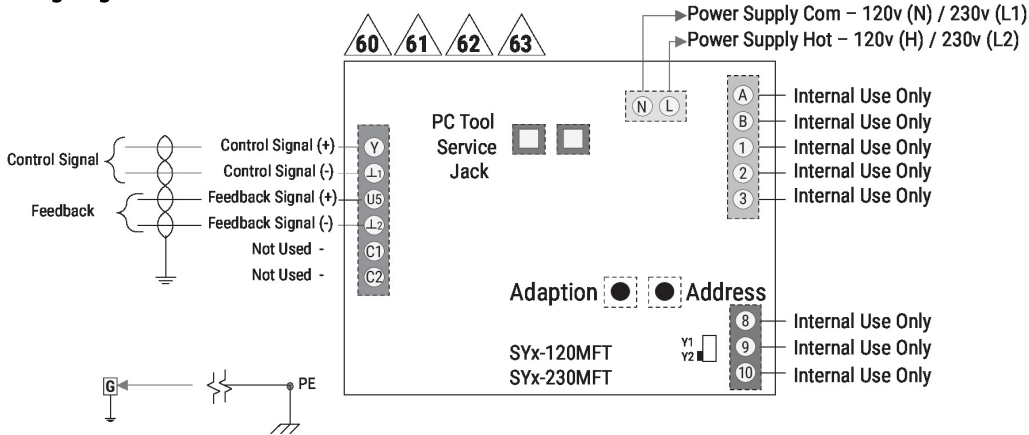 Power Supply Com – 120v (N) / 230v (L1)
Power Supply Hot – 120v (H) / 230v (L2)
60 61 62 63
N L
A Internal Use Only
B Internal Use Only
1 Internal Use Only
2 Internal Use Only
3 Internal Use Only
PC Tool
Service
Jack
Control Signal
Feedback
Control Signal (+) Y
Control Signal (-) ⊥1
Feedback Signal (+) U5
Feedback Signal (-) ⊥2
Not Used - C1
Not Used - C2
Adaption Address
8 Internal Use Only
9 Internal Use Only
10 Internal Use Only
Y1
Y2
SYx-120MFT
SYx-230MFT
G PE